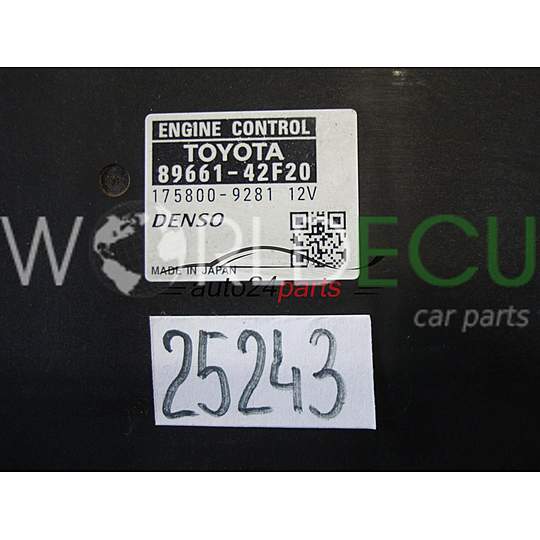 ENGINE CONTROL
TOYOTA
89661-42F20
175800-9281 12V
DENSO
WORLDECU
MADE IN JAPAN
auto24parts
car parts
25243